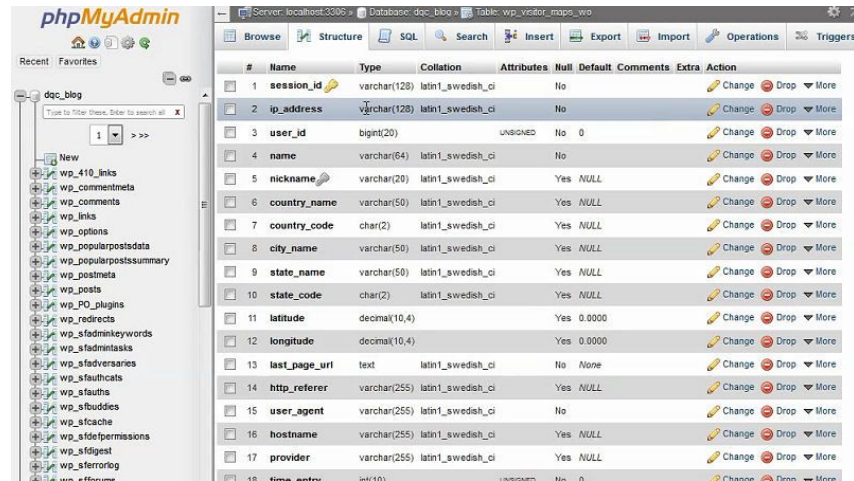 phpMyAdmin
Recent Favorites
dqc_blog
Type to filter these, Enter to search all X
1 > >>
New
wp_410_links
wp_commentmeta
wp_comments
wp_links
wp_options
wp_popularpostsdata
wp_popularpostssummary
wp_postmeta
wp_posts
wp_PO_plugins
wp_redirects
wp_sfadminkeywords
wp_sfadmintasks
wp_sfadversaries
wp_sfauthcats
wp_sfauths
wp_sfbuddies
wp_sfcache
wp_sfdefpermissions
wp_sfdigest
wp_sferrorlog
wp_sfforums
Server: localhost:3306 » Database: dqc_blog » Table: wp_visitor_maps_wo
Browse Structure SQL Search Insert Export Import Operations Triggers
# Name Type Collation Attributes Null Default Comments Extra Action
1 session_id varchar(128) latin1_swedish_ci No Change Drop More
2 ip_address varchar(128) latin1_swedish_ci No Change Drop More
3 user_id bigint(20) UNSIGNED No 0 Change Drop More
4 name varchar(64) latin1_swedish_ci No Change Drop More
5 nickname varchar(20) latin1_swedish_ci Yes NULL Change Drop More
6 country_name varchar(50) latin1_swedish_ci Yes NULL Change Drop More
7 country_code char(2) latin1_swedish_ci Yes NULL Change Drop More
8 city_name varchar(50) latin1_swedish_ci Yes NULL Change Drop More
9 state_name varchar(50) latin1_swedish_ci Yes NULL Change Drop More
10 state_code char(2) latin1_swedish_ci Yes NULL Change Drop More
11 latitude decimal(10,4) Yes 0.0000 Change Drop More
12 longitude decimal(10,4) Yes 0.0000 Change Drop More
13 last_page_url text latin1_swedish_ci No None Change Drop More
14 http_referer varchar(255) latin1_swedish_ci Yes NULL Change Drop More
15 user_agent varchar(255) latin1_swedish_ci No Change Drop More
16 hostname varchar(255) latin1_swedish_ci Yes NULL Change Drop More
17 provider varchar(255) latin1_swedish_ci Yes NULL Change Drop More
18 time_entry int(10) UNSIGNED No 0 Change Drop More